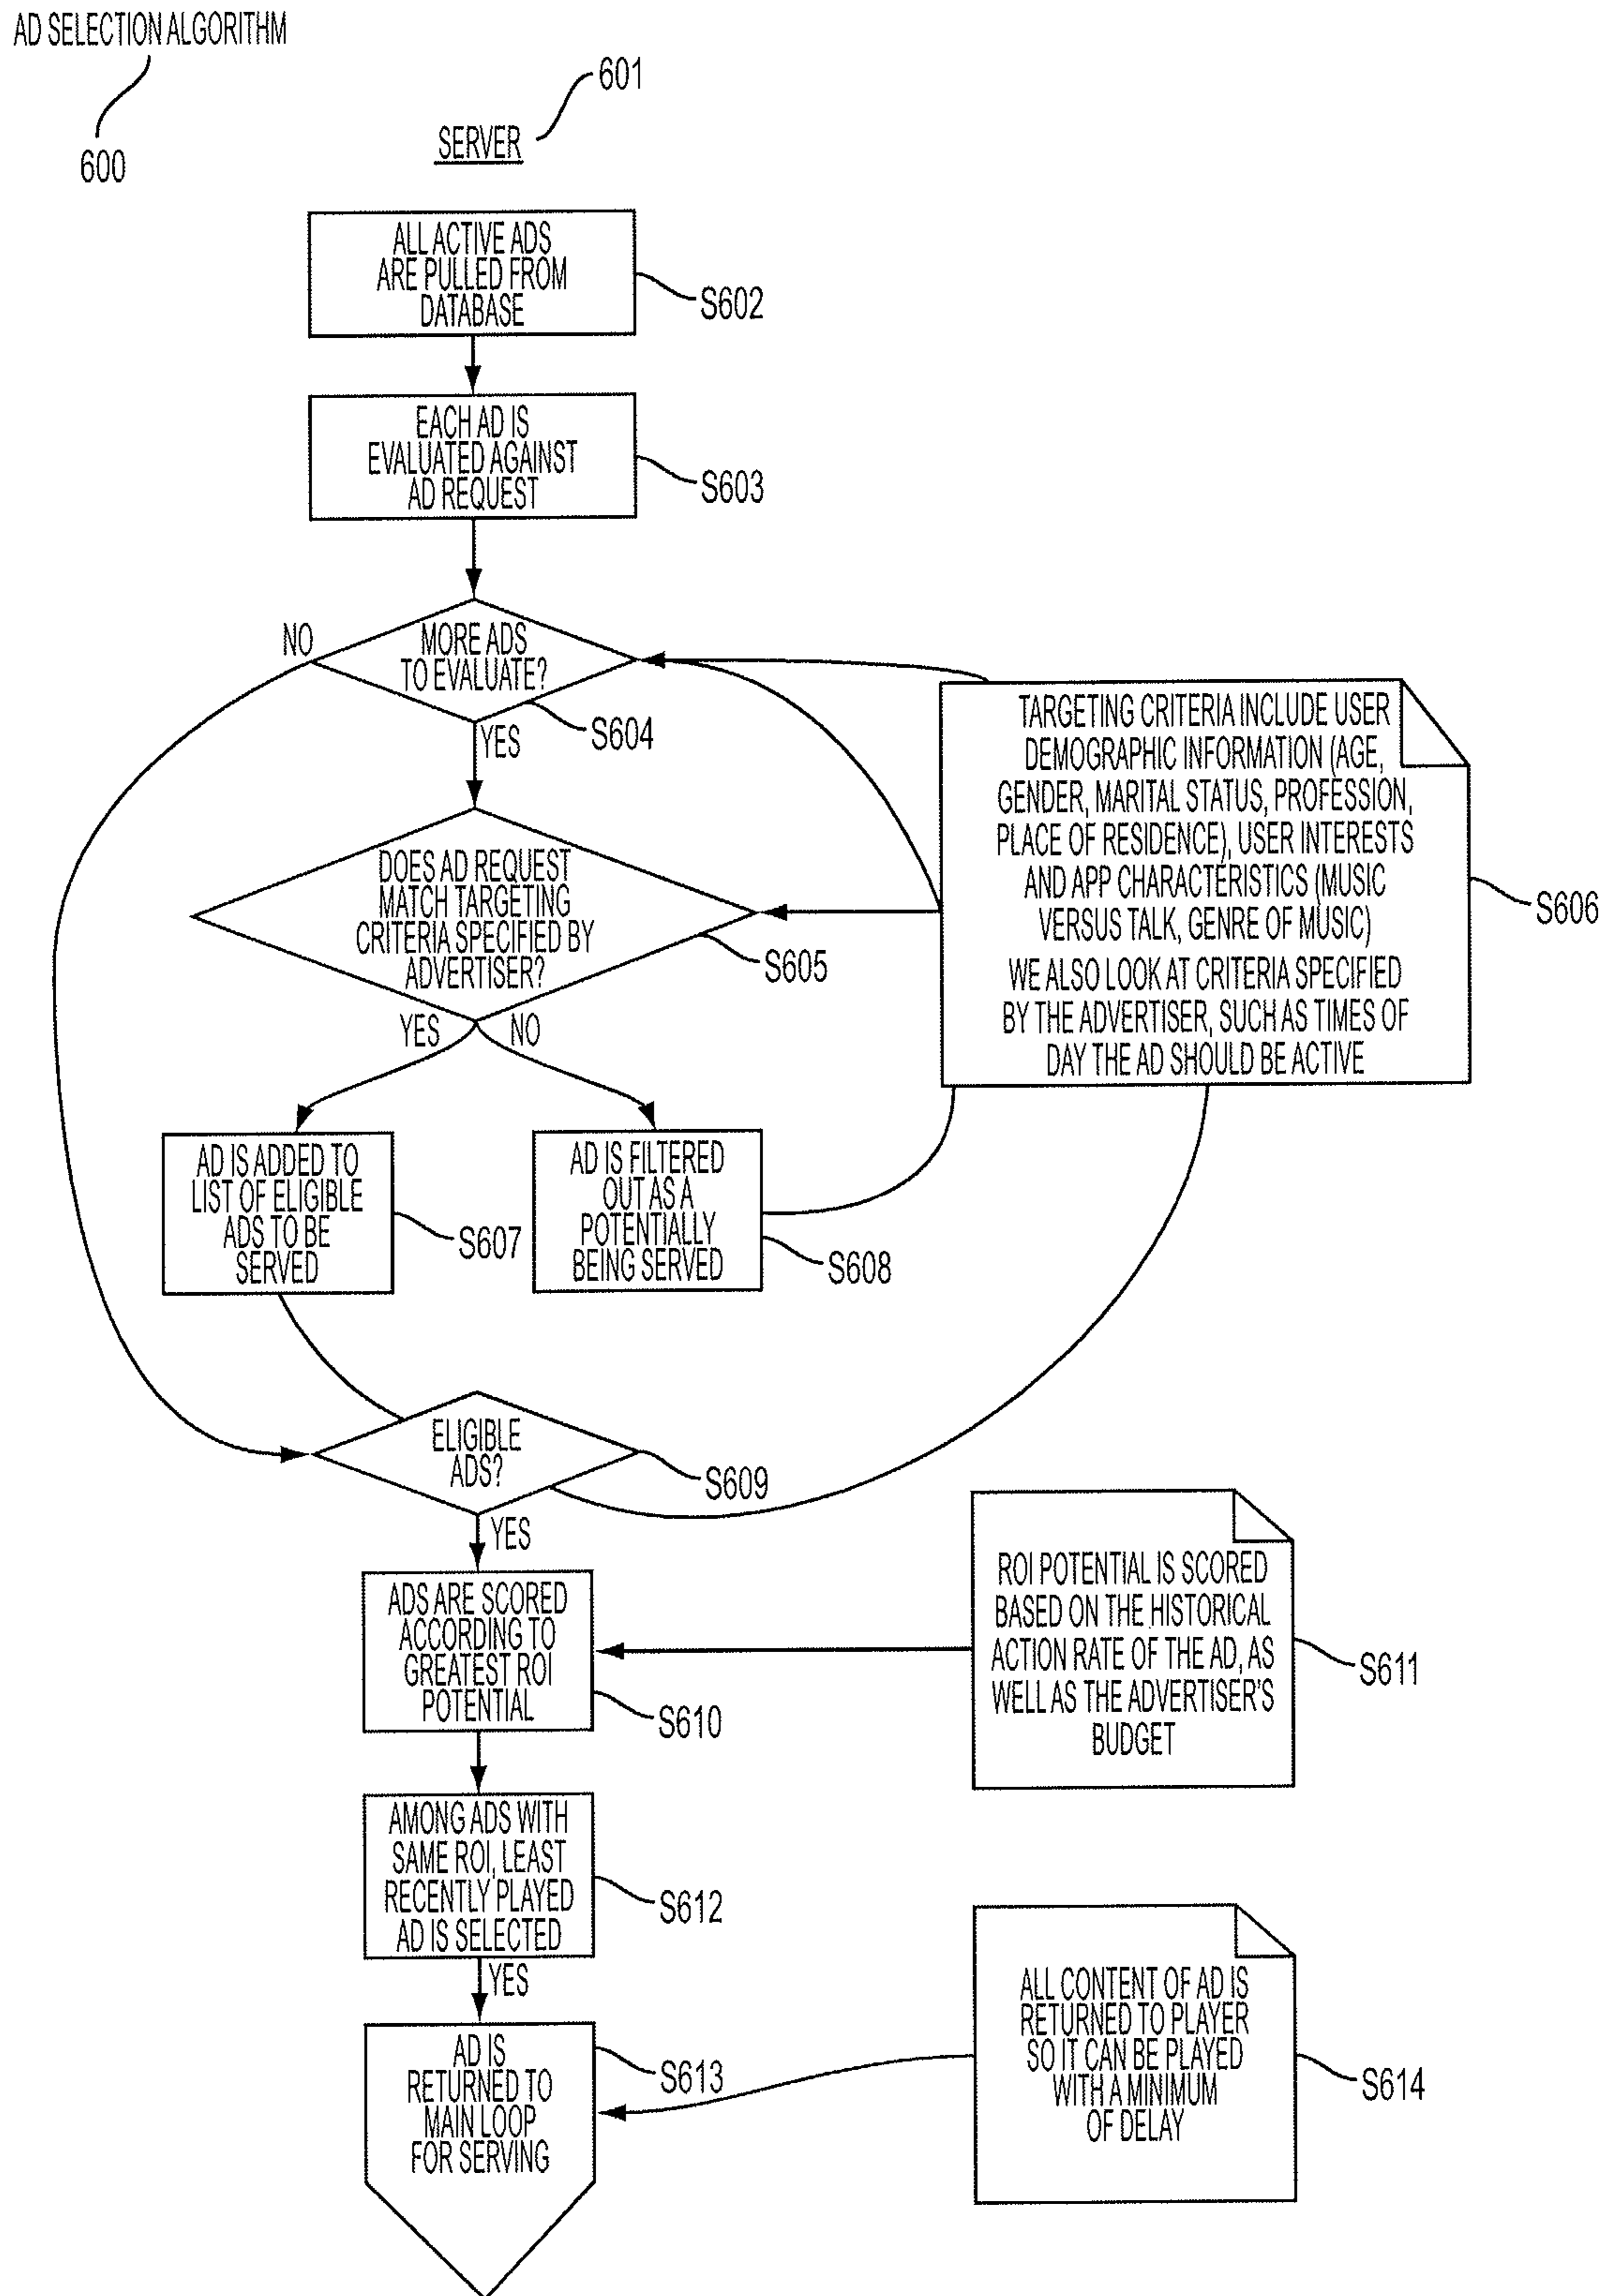 AD SELECTION ALGORITHM
600
601
SERVER
ALL ACTIVE ADS
ARE PULLED FROM
DATABASE
S602
EACH AD IS
EVALUATED AGAINST
AD REQUEST
S603
NO
MORE ADS
TO EVALUATE?
S604
YES
TARGETING CRITERIA INCLUDE USER
DEMOGRAPHIC INFORMATION (AGE,
GENDER, MARITAL STATUS, PROFESSION,
PLACE OF RESIDENCE), USER INTERESTS
AND APP CHARACTERISTICS (MUSIC
VERSUS TALK, GENRE OF MUSIC)
WE ALSO LOOK AT CRITERIA SPECIFIED
BY THE ADVERTISER, SUCH AS TIMES OF
DAY THE AD SHOULD BE ACTIVE
S606
DOES AD REQUEST
MATCH TARGETING
CRITERIA SPECIFIED BY
ADVERTISER?
S605
YES
NO
AD IS ADDED TO
LIST OF ELIGIBLE
ADS TO BE
SERVED
S607
AD IS FILTERED
OUT AS A
POTENTIALLY
BEING SERVED
S608
ELIGIBLE
ADS?
S609
YES
ADS ARE SCORED
ACCORDING TO
GREATEST ROI
POTENTIAL
S610
ROI POTENTIAL IS SCORED
BASED ON THE HISTORICAL
ACTION RATE OF THE AD, AS
WELL AS THE ADVERTISER'S
BUDGET
S611
AMONG ADS WITH
SAME ROI, LEAST
RECENTLY PLAYED
AD IS SELECTED
S612
YES
AD IS
RETURNED TO
MAIN LOOP
FOR SERVING
S613
ALL CONTENT OF AD IS
RETURNED TO PLAYER
SO IT CAN BE PLAYED
WITH A MINIMUM
OF DELAY
S614